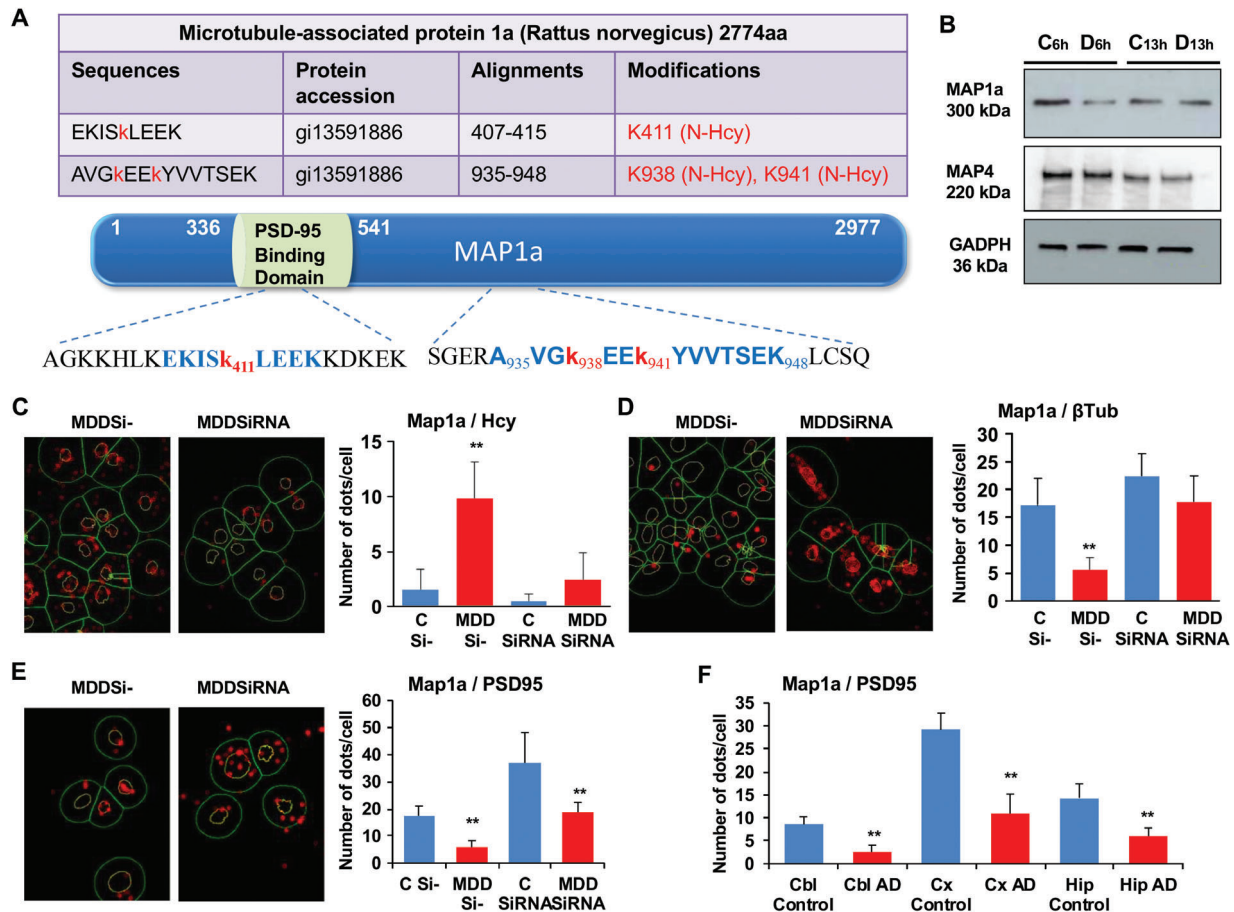 A
Microtubule-associated protein 1a (Rattus norvegicus) 2774aa
Sequences Protein accession Alignments Modifications
EKISkLEEK gi13591886 407-415 K411 (N-Hcy)
AVGkEEkYVVTSEK gi13591886 935-948 K938 (N-Hcy), K941 (N-Hcy)
1 336 PSD-95 Binding Domain 541 MAP1a 2977
AGKKHLKEKISk411LEEKKDKEK SGERA935VGk938EEk941YVVTSEK948LCSQ
B
C6h D6h C13h D13h
MAP1a
300 kDa
MAP4
220 kDa
GADPH
36 kDa
C
MDDSi- MDDSiRNA
Map1a / Hcy
Number of dots/cell
15
10
5
0
C Si- MDD Si- C SiRNA MDD SiRNA
**
D
MDDSi- MDDSiRNA
Map1a / βTub
Number of dots/cell
30
25
20
15
10
5
0
**
C Si- MDD Si- C SiRNA MDD SiRNA
E
MDDSi- MDDSiRNA
Map1a / PSD95
Number of dots/cell
60
50
40
30
20
10
0
** **
C Si- MDD Si- C SiRNA MDD SiRNA
F
Map1a / PSD95
Number of dots/cell
35
30
25
20
15
10
5
0
** ** **
Cbl Control Cbl AD Cx Control Cx AD Hip Control Hip AD